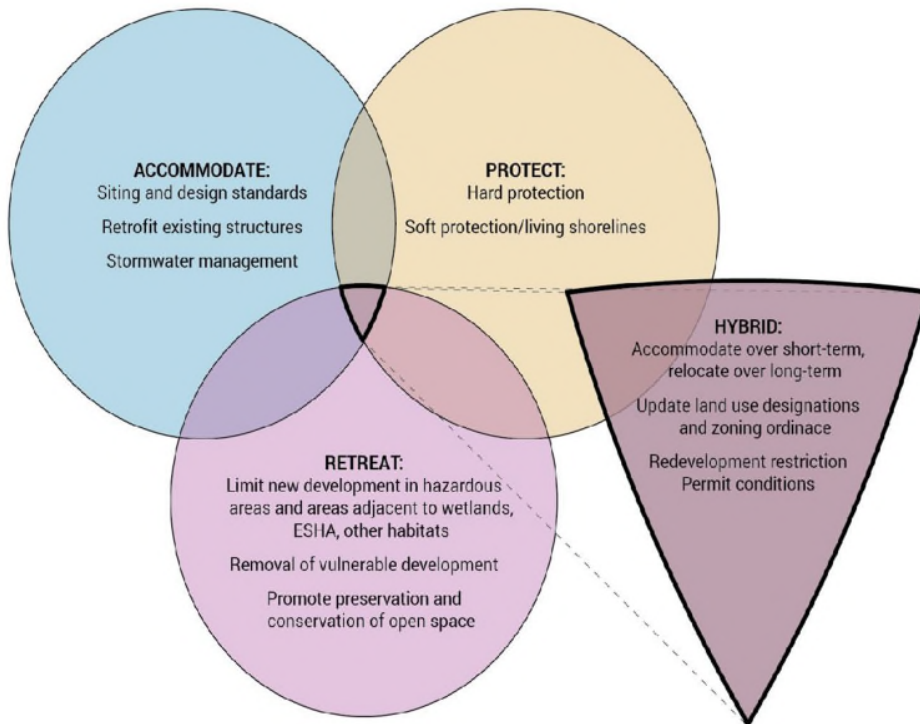 ACCOMMODATE:
Siting and design standards
Retrofit existing structures
Stormwater management
PROTECT:
Hard protection
Soft protection/living shorelines
HYBRID:
Accommodate over short-term,
relocate over long-term
Update land use designations
and zoning ordinace
Redevelopment restriction
Permit conditions
RETREAT:
Limit new development in hazardous
areas and areas adjacent to wetlands,
ESHA, other habitats
Removal of vulnerable development
Promote preservation and
conservation of open space